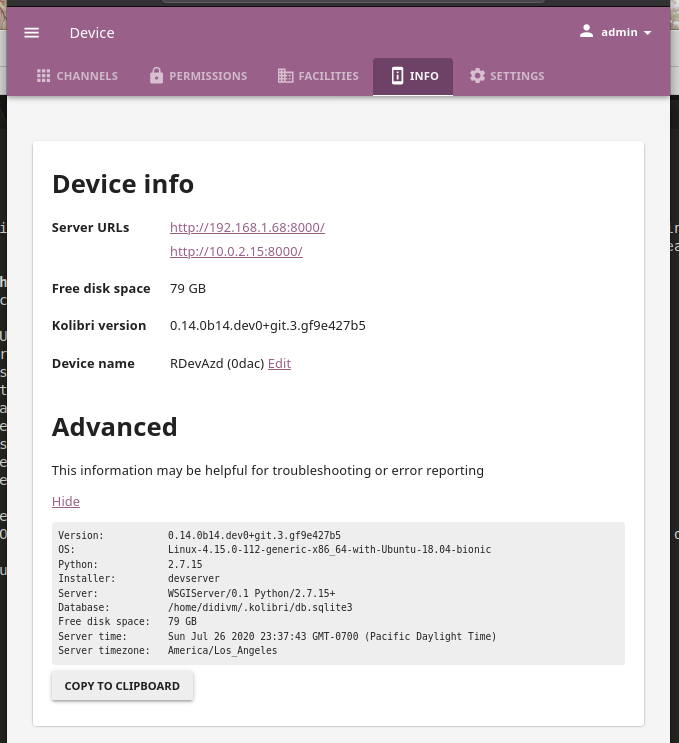 Device
admin
CHANNELS PERMISSIONS FACILITIES INFO SETTINGS
Device info
Server URLs http://192.168.1.68:8000/
http://10.0.2.15:8000/
Free disk space 79 GB
Kolibri version 0.14.0b14.dev0+git.3.gf9e427b5
Device name RDevAzd (0dac) Edit
Advanced
This information may be helpful for troubleshooting or error reporting
Hide
Version: 0.14.0b14.dev0+git.3.gf9e427b5
OS: Linux-4.15.0-112-generic-x86_64-with-Ubuntu-18.04-bionic
Python: 2.7.15
Installer: devserver
Server: WSGIServer/0.1 Python/2.7.15+
Database: /home/didivm/.kolibri/db.sqlite3
Free disk space: 79 GB
Server time: Sun Jul 26 2020 23:37:43 GMT-0700 (Pacific Daylight Time)
Server timezone: America/Los_Angeles
COPY TO CLIPBOARD